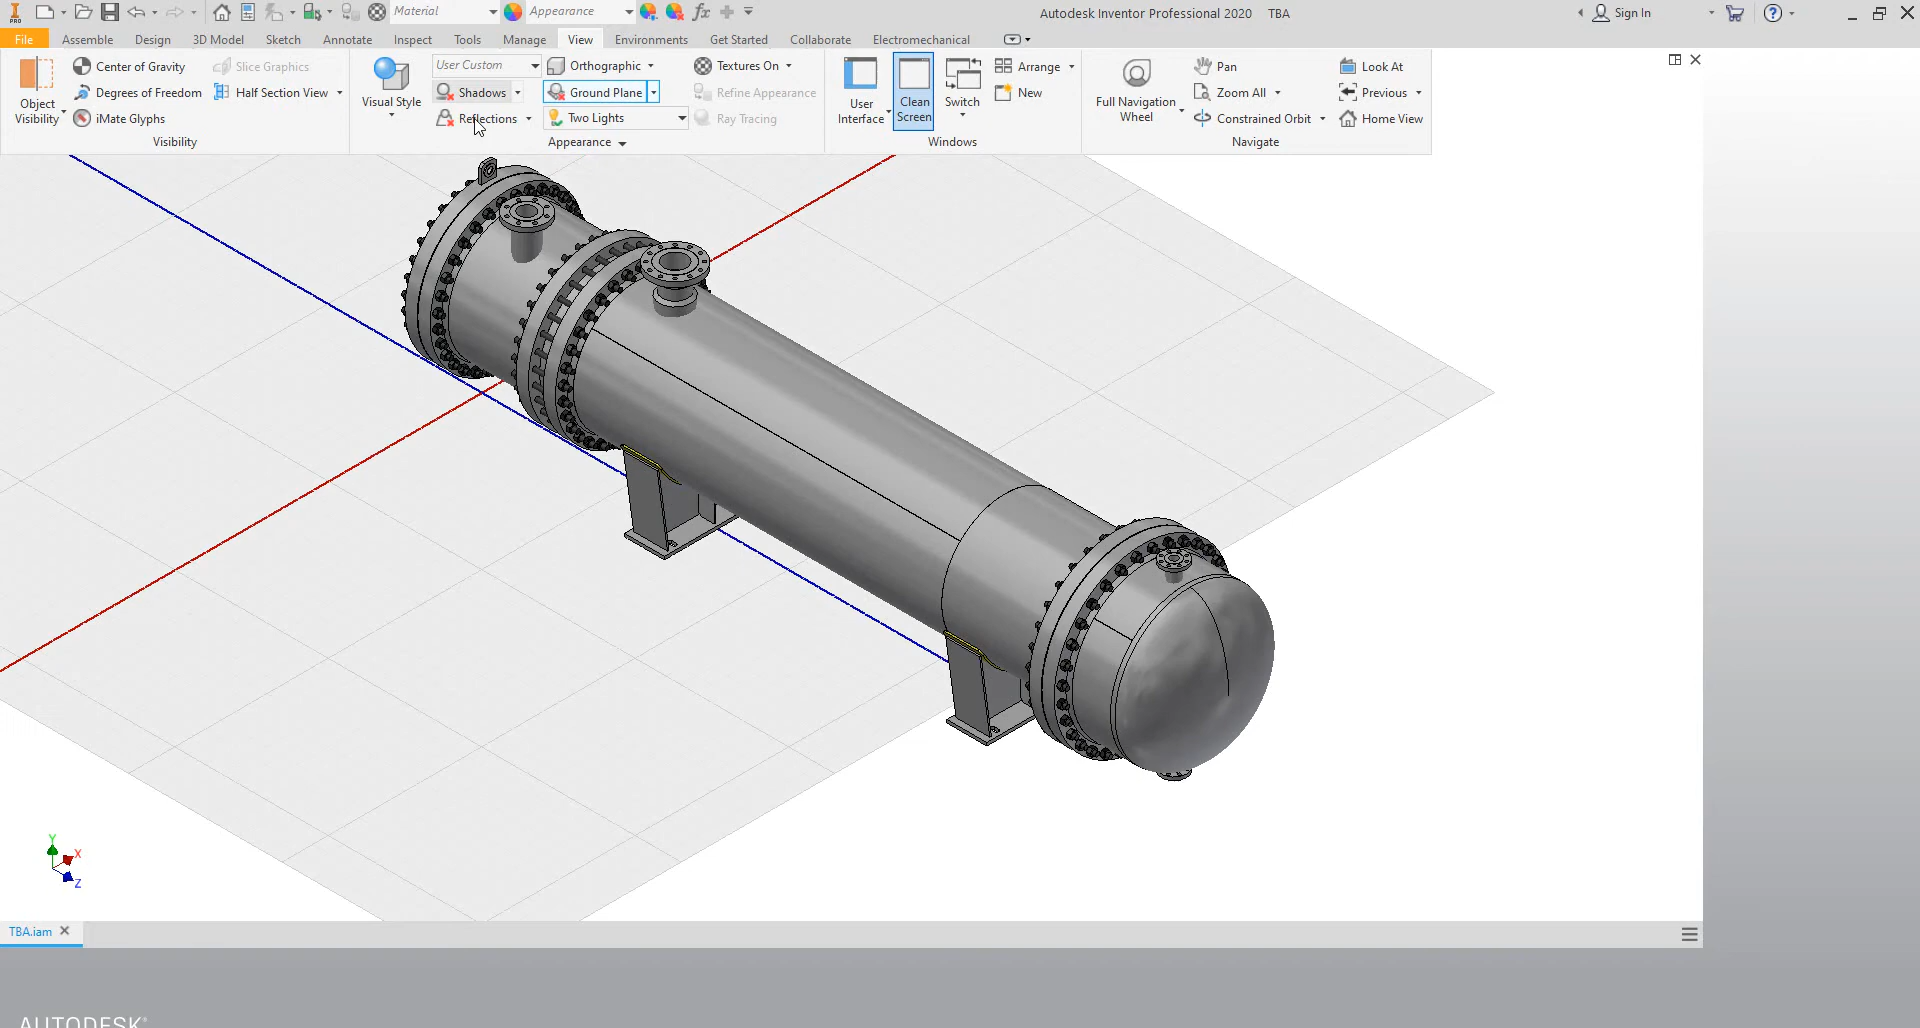 PRO
Material
Appearance
fx
Autodesk Inventor Professional 2020 TBA
Sign In
File Assemble Design 3D Model Sketch Annotate Inspect Tools Manage View Environments Get Started Collaborate Electromechanical
Object Visibility
Center of Gravity
Degrees of Freedom
iMate Glyphs
Slice Graphics
Half Section View
Visibility
Visual Style
User Custom
Shadows
Reflections
Orthographic
Ground Plane
Two Lights
Textures On
Refine Appearance
Ray Tracing
Appearance
User Interface
Clean Screen
Switch
Arrange
New
Windows
Full Navigation Wheel
Pan
Zoom All
Constrained Orbit
Look At
Previous
Home View
Navigate
Y
X
Z
TBA.iam
AUTODESK®